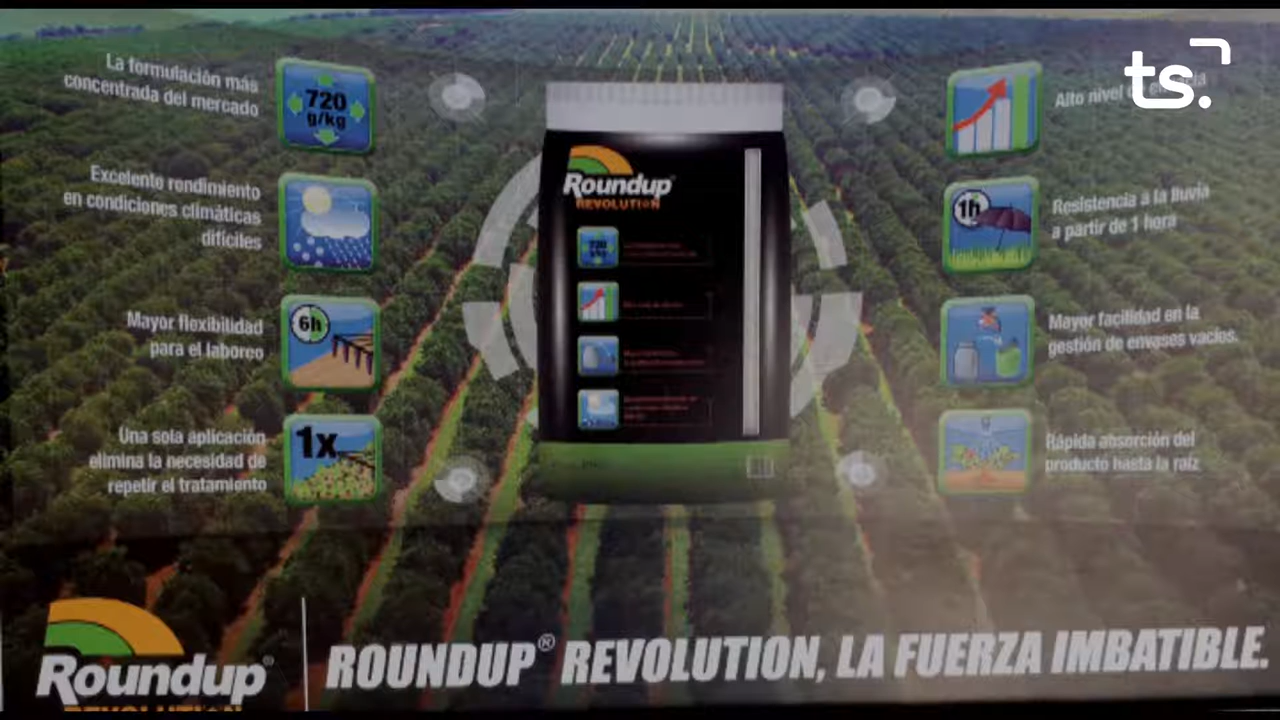 La formulación más
concentrada del mercado
720
g/kg
Excelente rendimiento
en condiciones climáticas
difíciles
6h
Mayor flexibilidad
para el laboreo
1x
Una sola aplicación
elimina la necesidad de
repetir el tratamiento
Roundup
REVOLUTION
720
ts.
Alto nivel
1h
Resistencia a la lluvia
a partir de 1 hora
Mayor facilidad en la
gestión de envases vacíos.
Rápida absorción del
producto hasta la raíz
Roundup®
REVOLUTION
ROUNDUP® REVOLUTION, LA FUERZA IMBATIBLE.